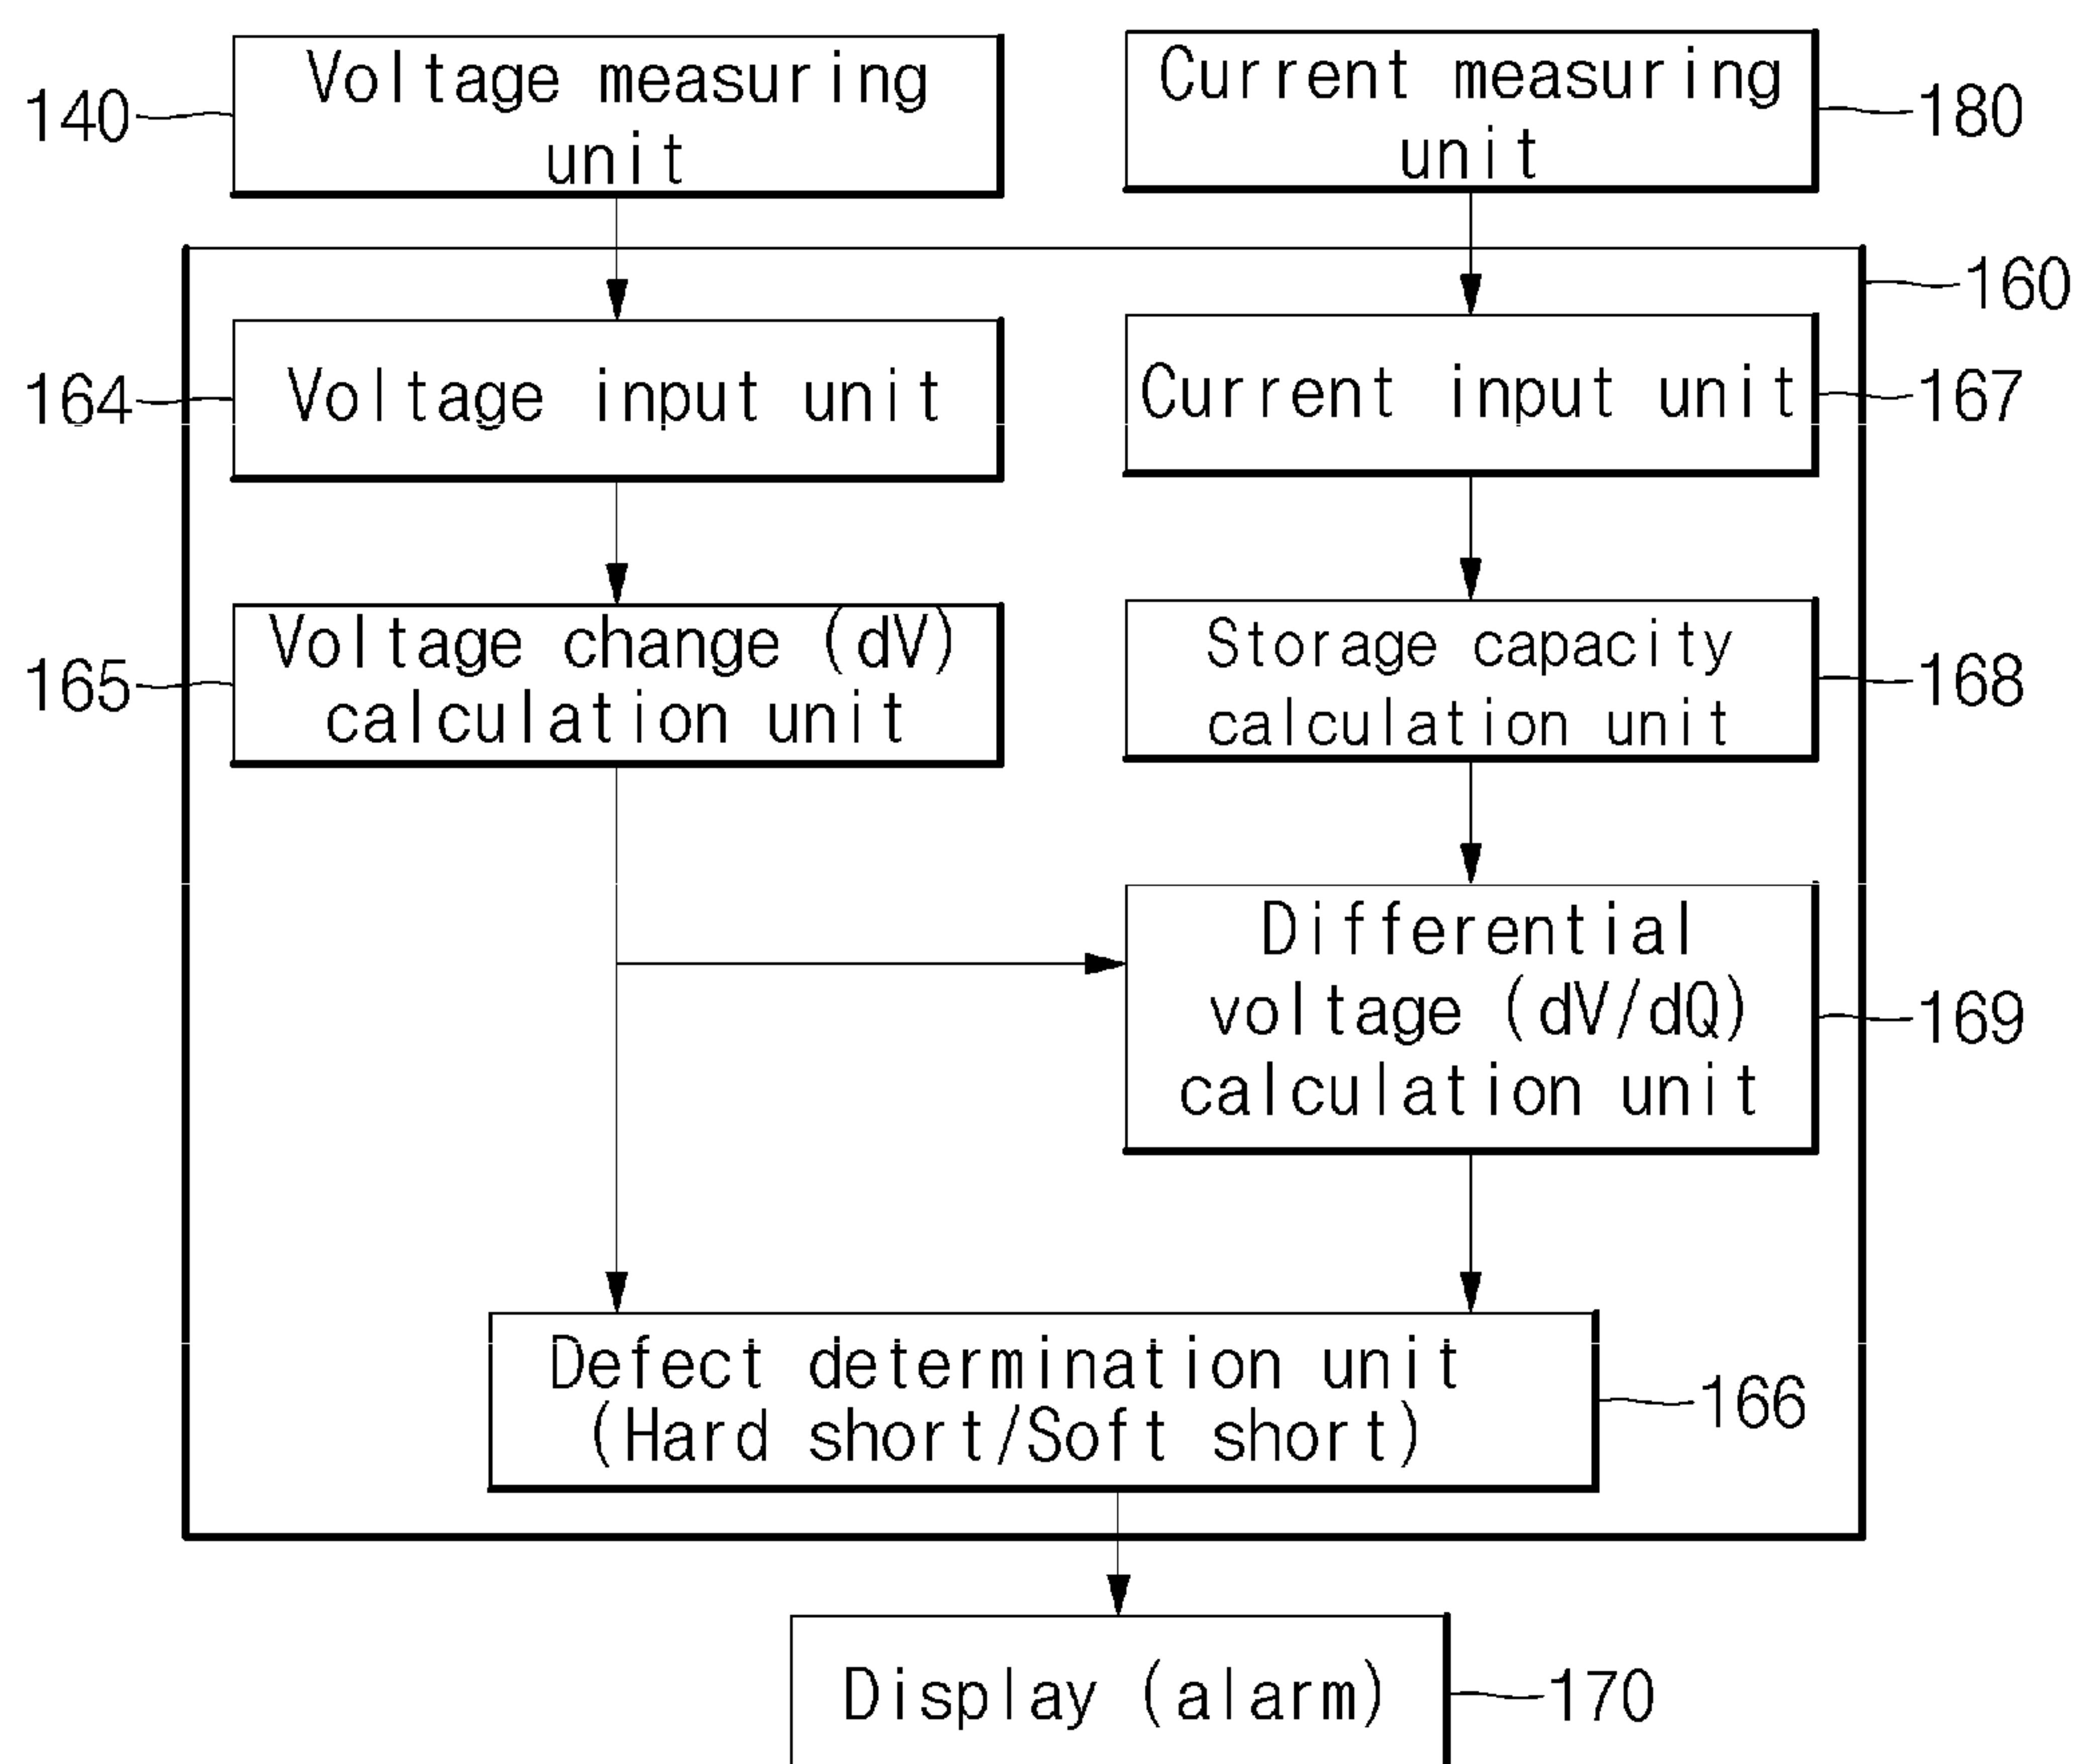 Voltage measuring
unit
140
Current measuring
unit
180
160
Voltage input unit
164
Current input unit
167
Voltage change (dV)
calculation unit
165
Storage capacity
calculation unit
168
Differential
voltage (dV/dQ)
calculation unit
169
Defect determination unit
(Hard short/Soft short)
166
Display (alarm)
170